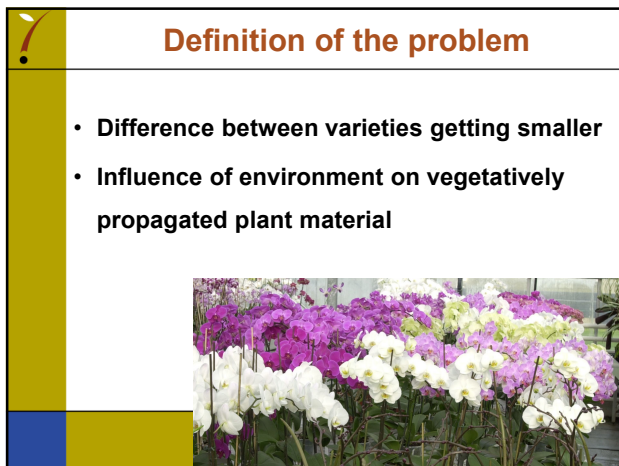 Definition of the problem
• Difference between varieties getting smaller
• Influence of environment on vegetatively
propagated plant material